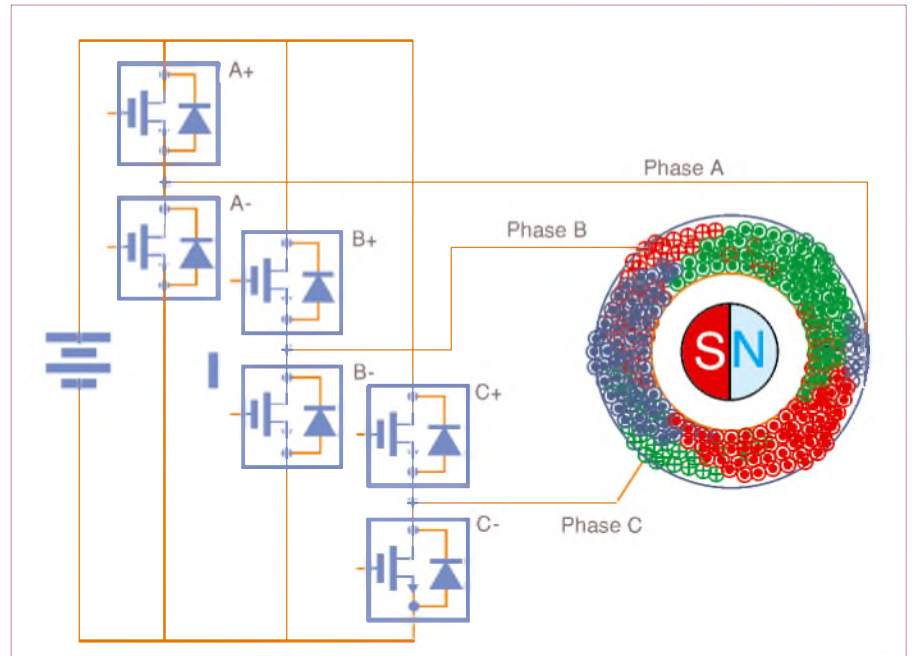 A+
Phase A
A-
Phase B
B+
S N
B-
C+
Phase C
C-